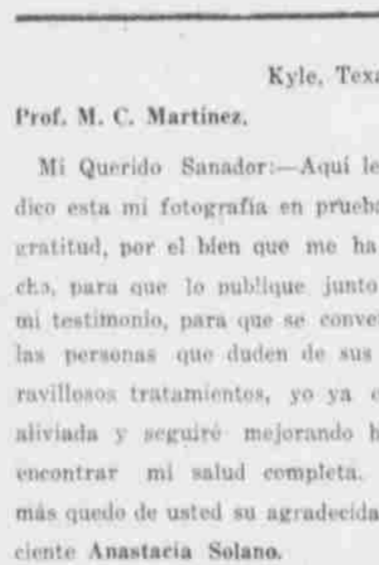 Kyle, Texa
Prof. M. C. Martínez.
Mi Querido Sanador:—Aquí le
dico esta mi fotografía en prueba
gratitud, por el bien que me ha
cho, para que lo publique junto
mi testimonio, para que se conve
las personas que duden de sus
ravillosos tratamientos, yo ya e
aliviada y seguiré mejorando h
encontrar mi salud completa.
más quedo de usted su agradecida
ciente Anastacia Solano.